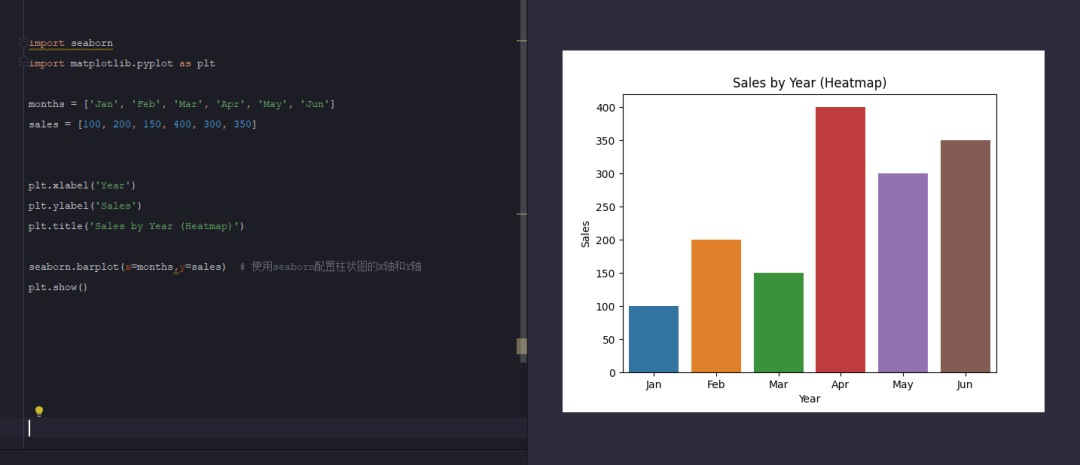 import seaborn
import matplotlib.pyplot as plt
months = ['Jan', 'Feb', 'Mar', 'Apr', 'May', 'Jun']
sales = [100, 200, 150, 400, 300, 350]
plt.xlabel('Year')
plt.ylabel('Sales')
plt.title('Sales by Year (Heatmap)')
seaborn.barplot(x=months,y=sales)  # 使用seaborn配置柱状图的X轴和Y轴
plt.show()
Sales by Year (Heatmap)
400
350
300
250
200
150
100
50
0
Sales
Jan Feb Mar Apr May Jun
Year